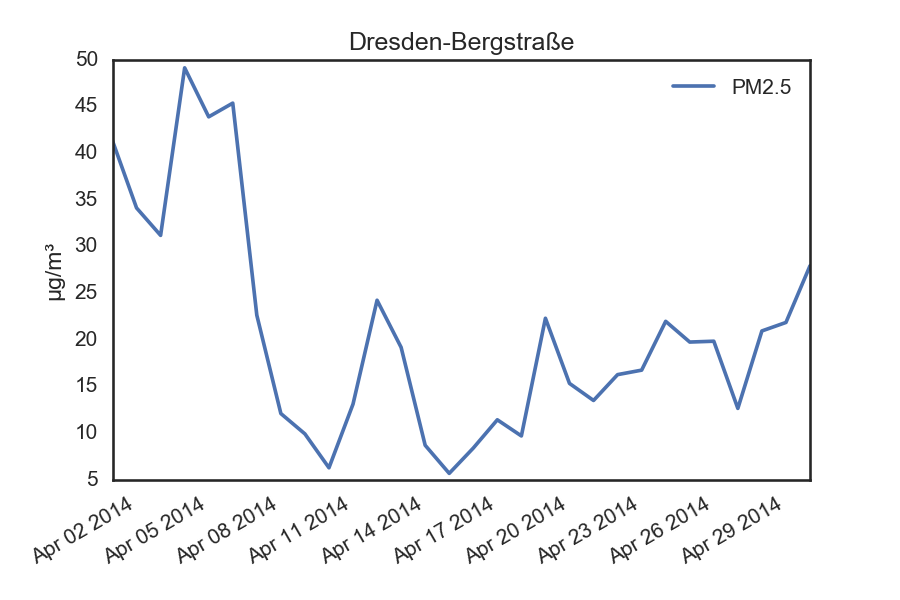 Dresden-Bergstraße
50
45
40
35
30
25
20
15
10
5
µg/m³
PM2.5
Apr 02 2014
Apr 05 2014
Apr 08 2014
Apr 11 2014
Apr 14 2014
Apr 17 2014
Apr 20 2014
Apr 23 2014
Apr 26 2014
Apr 29 2014